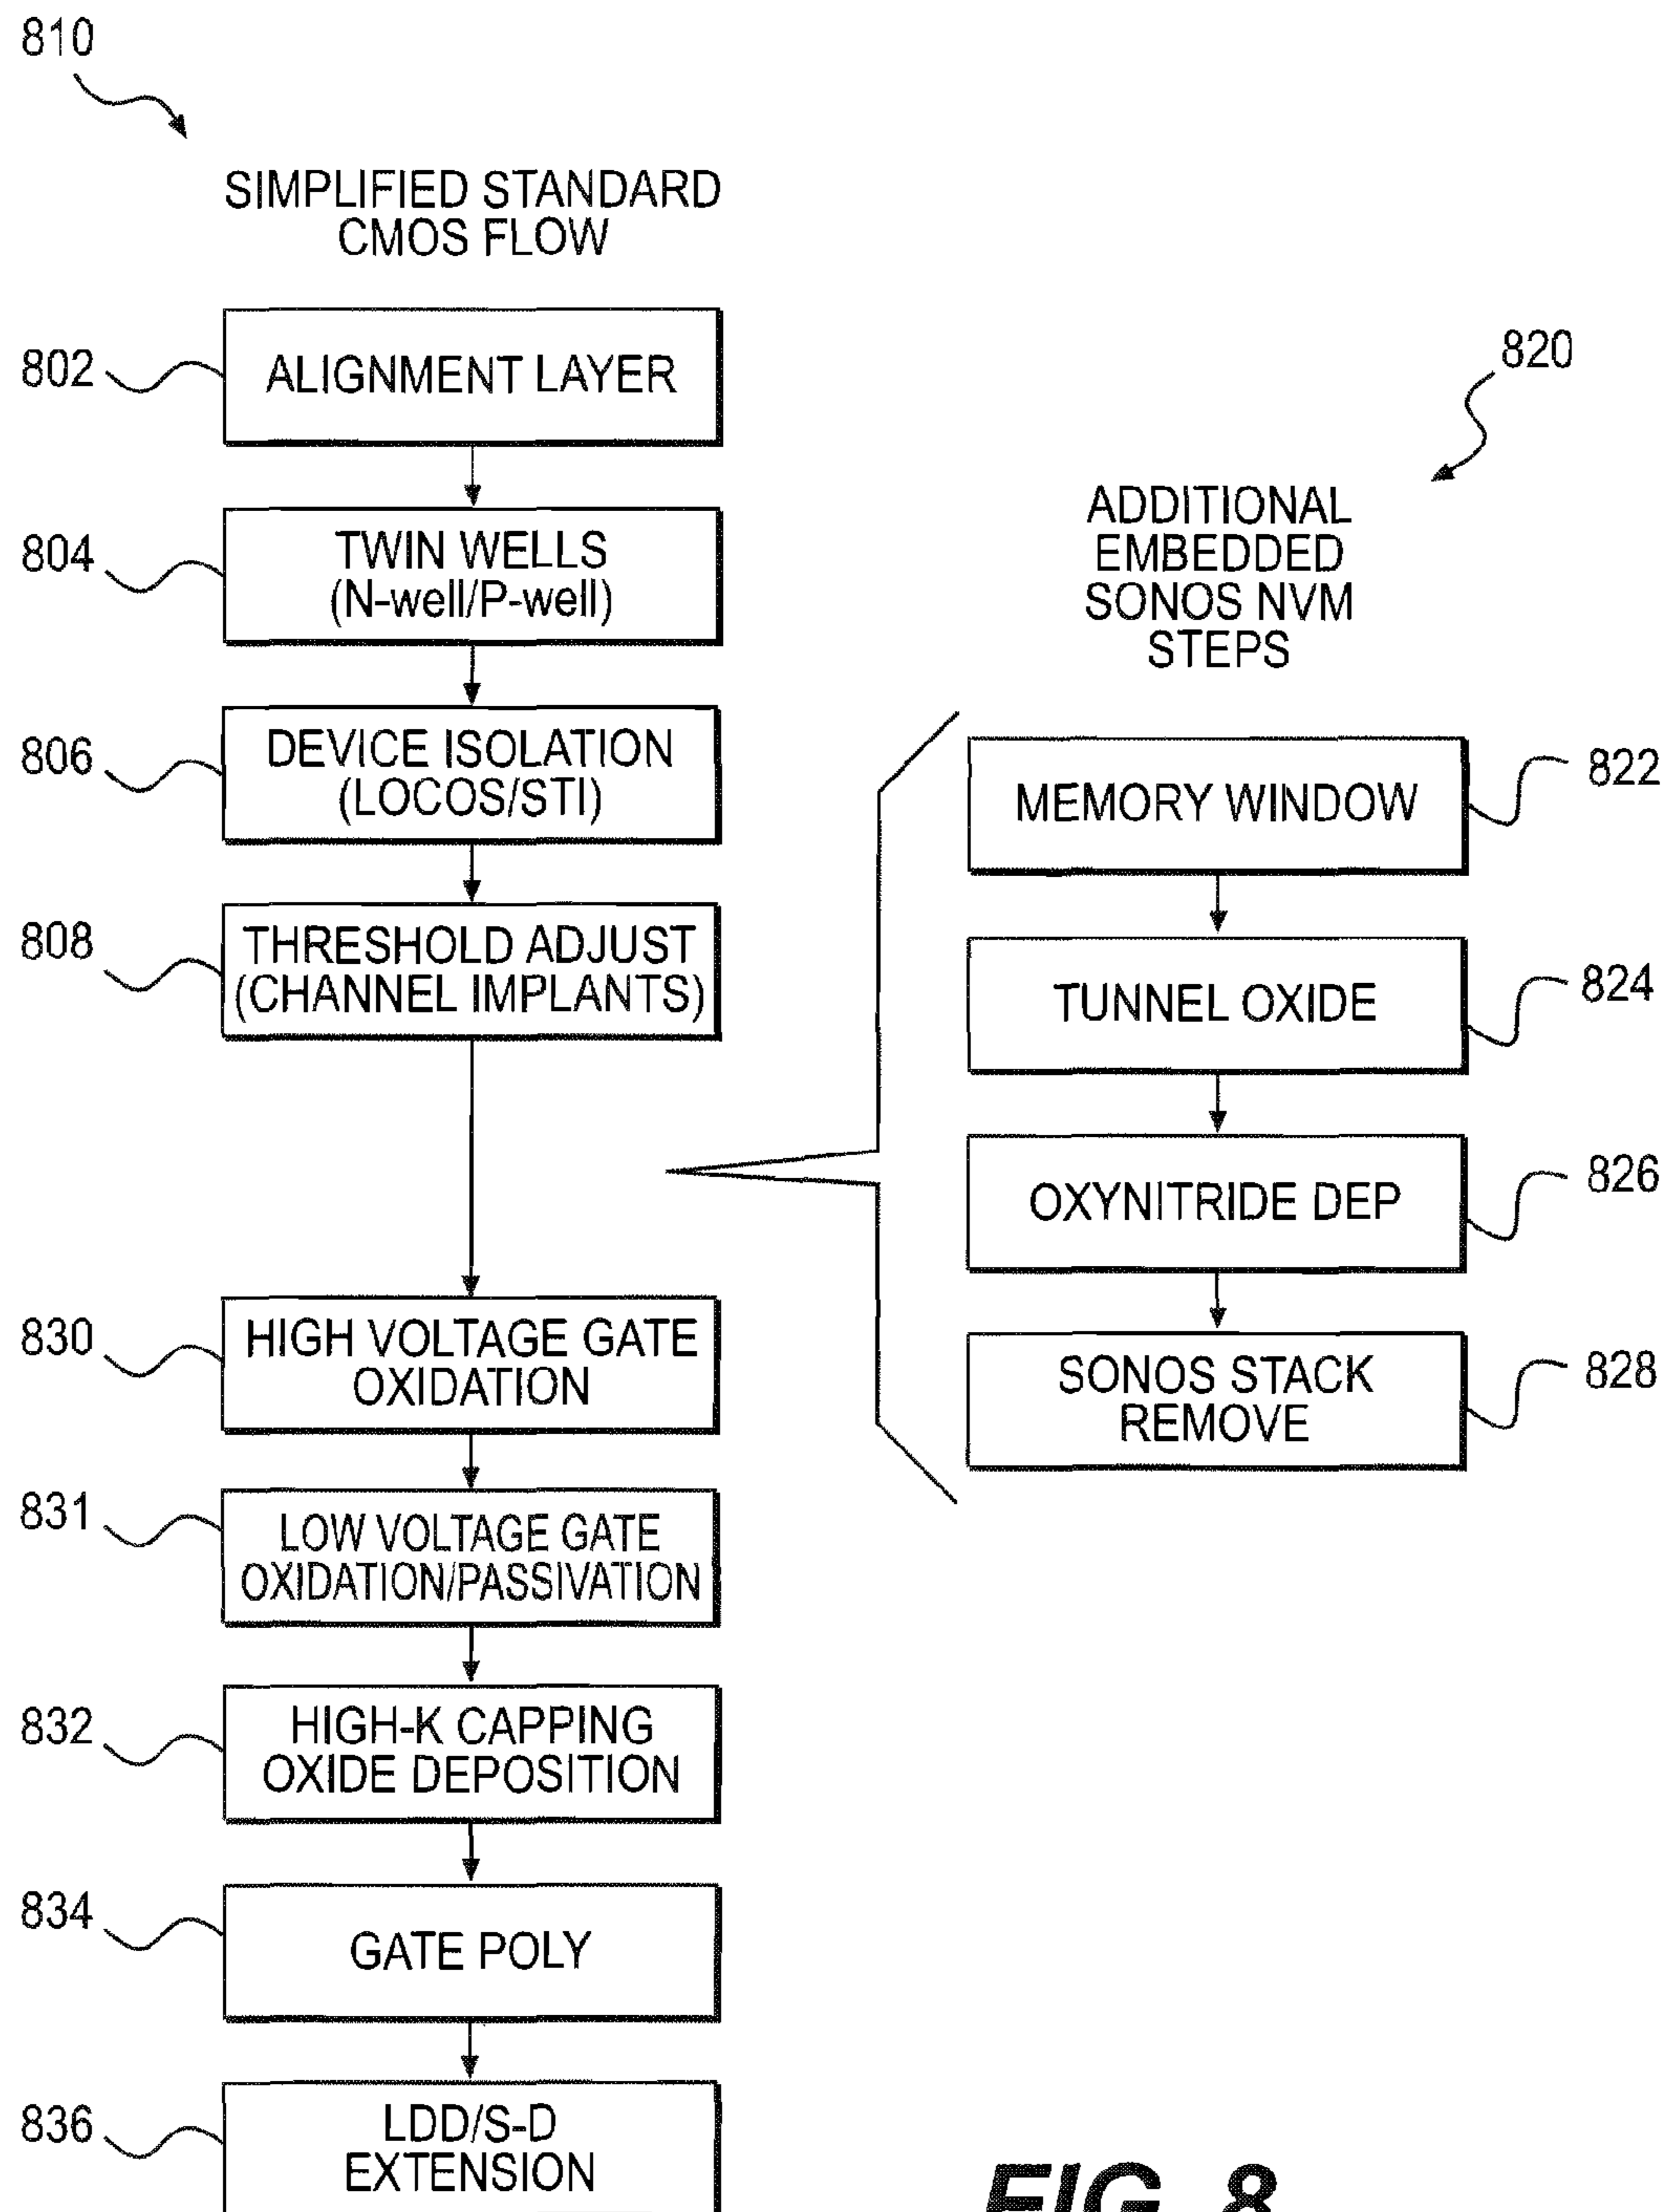 810
SIMPLIFIED STANDARD
CMOS FLOW
802
ALIGNMENT LAYER
804
TWIN WELLS
(N-well/P-well)
806
DEVICE ISOLATION
(LOCOS/STI)
808
THRESHOLD ADJUST
(CHANNEL IMPLANTS)
820
ADDITIONAL
EMBEDDED
SONOS NVM
STEPS
MEMORY WINDOW
822
TUNNEL OXIDE
824
OXYNITRIDE DEP
826
SONOS STACK
REMOVE
828
830
HIGH VOLTAGE GATE
OXIDATION
831
LOW VOLTAGE GATE
OXIDATION/PASSIVATION
832
HIGH-K CAPPING
OXIDE DEPOSITION
834
GATE POLY
836
LDD/S-D
EXTENSION
FIG. 8